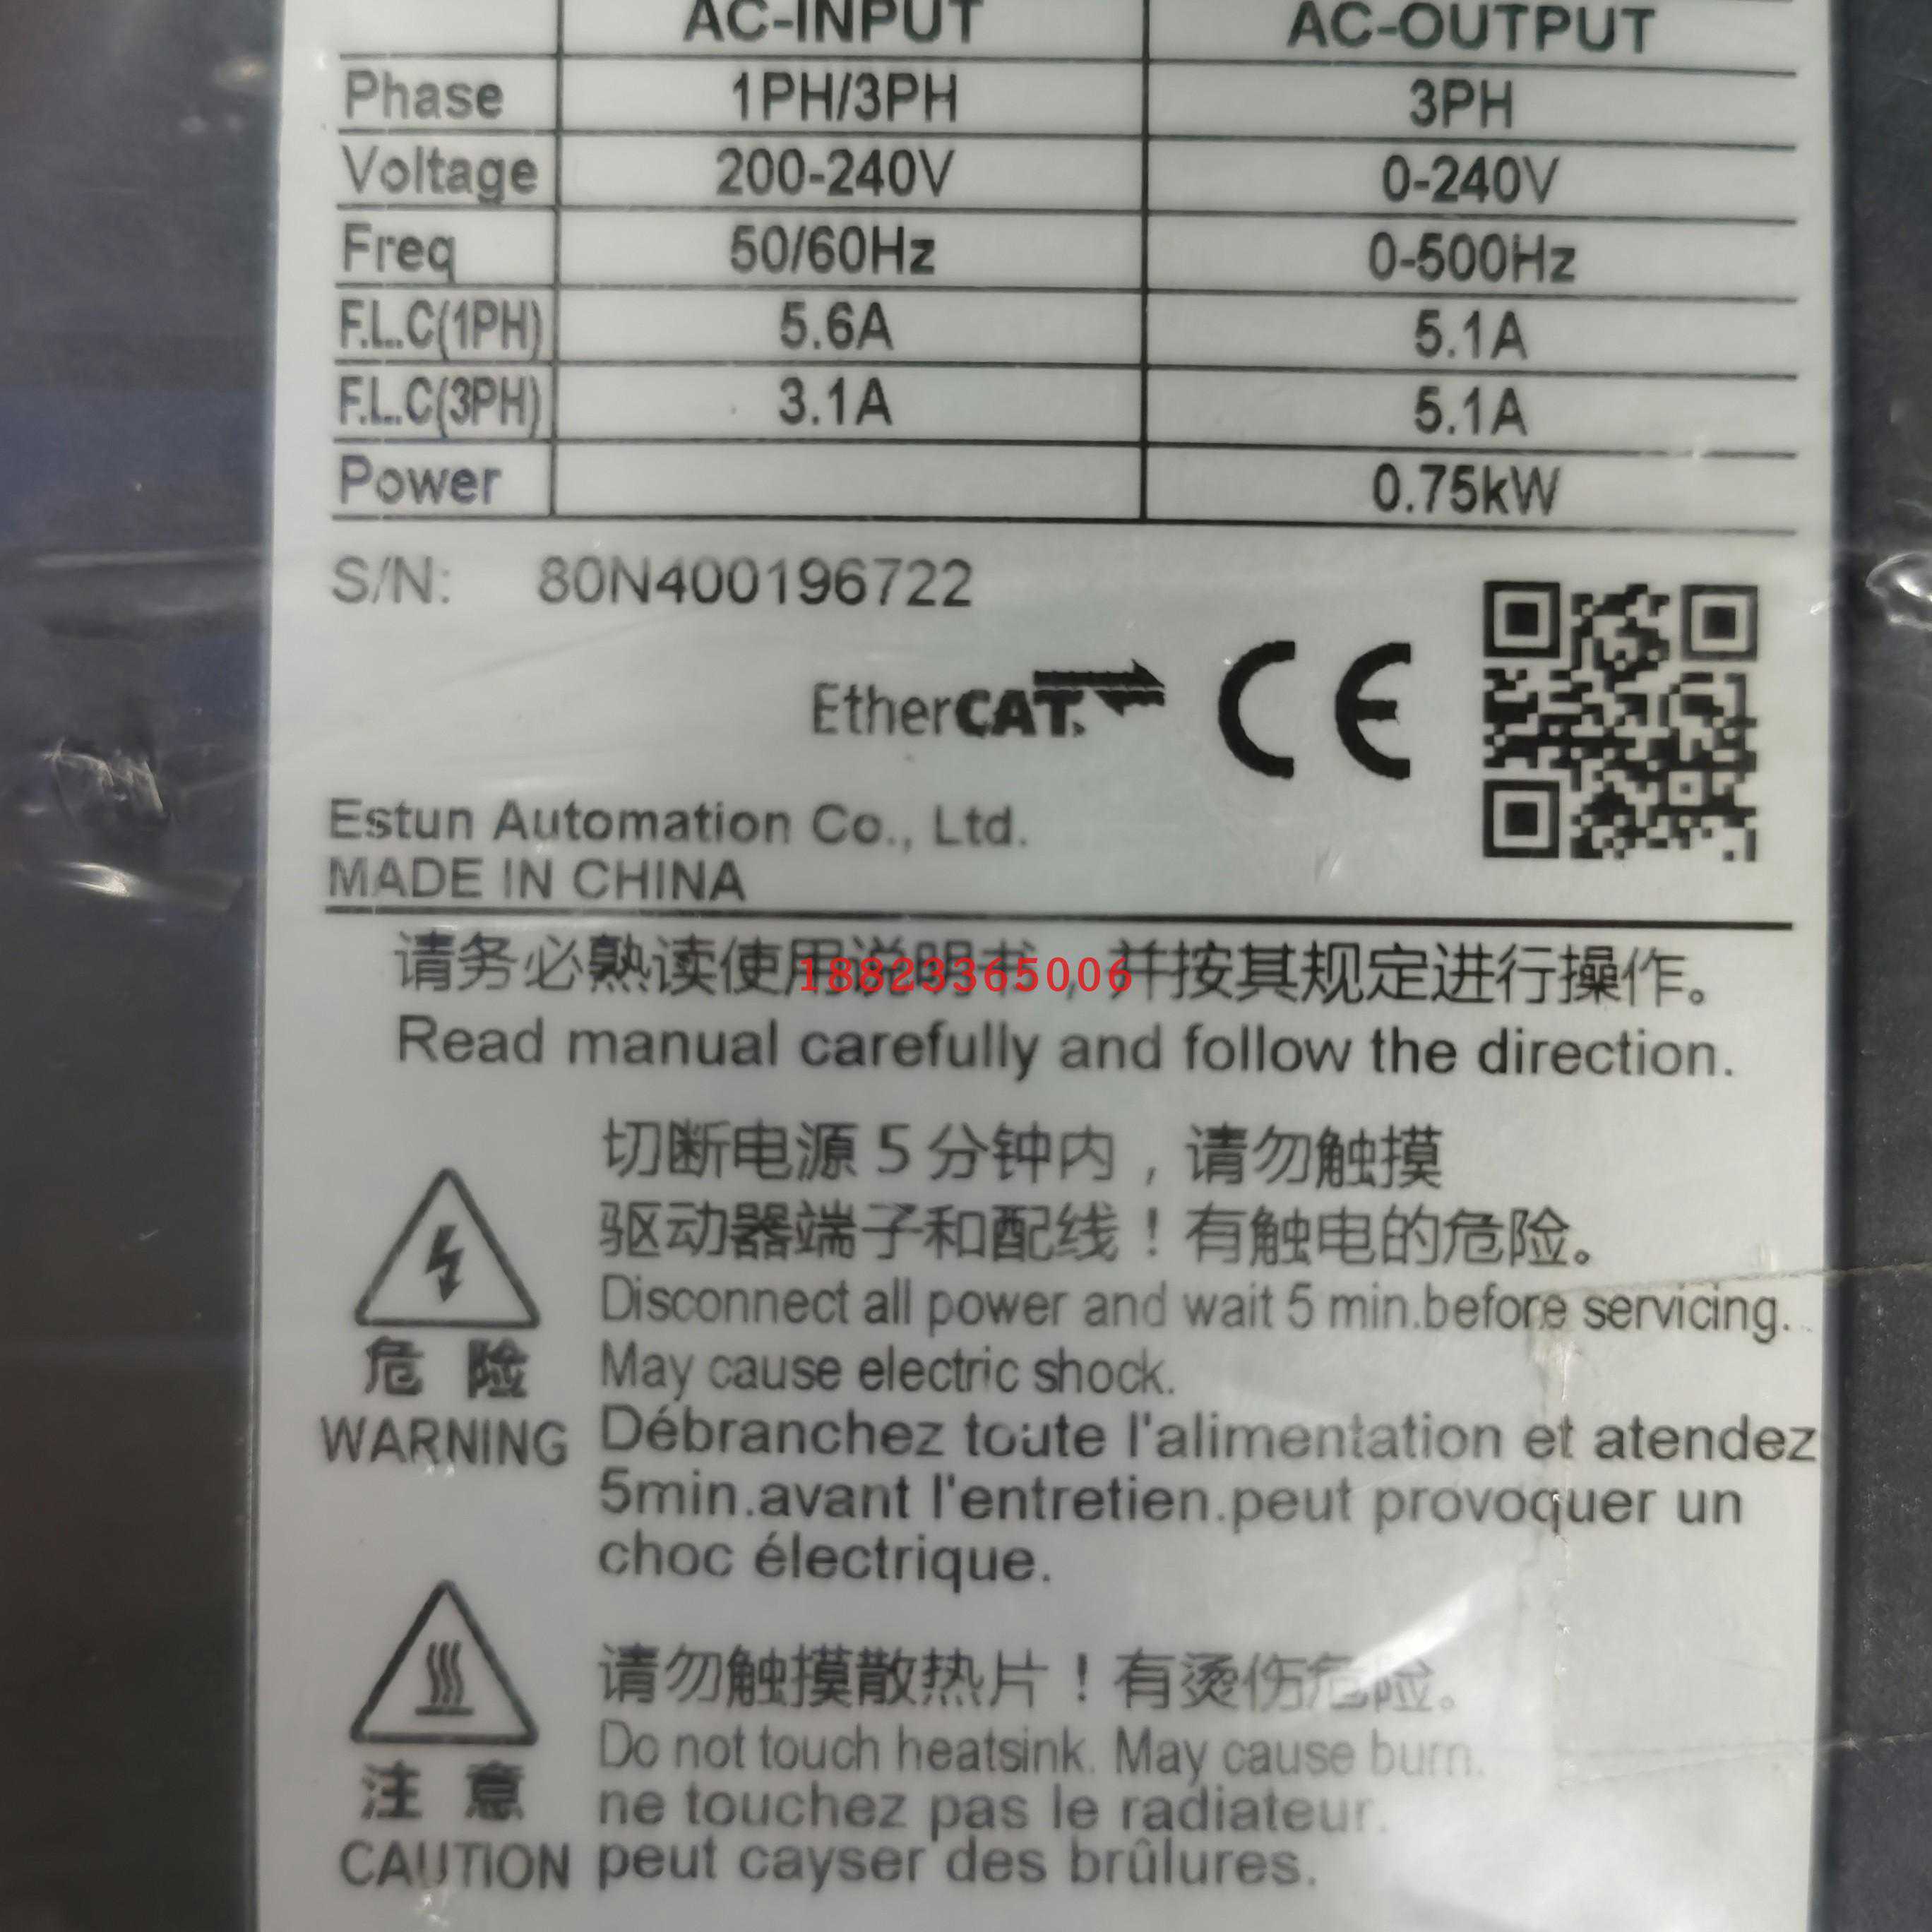 AC-INPUT AC-OUTPUT
Phase 1PH/3PH 3PH
Voltage 200-240V 0-240V
Freq 50/60Hz 0-500Hz
F.L.C(1PH) 5.6A 5.1A
F.L.C(3PH) 3.1A 5.1A
Power 0.75kW
S/N: 80N400196722
EtherCAT. CE
Estun Automation Co., Ltd.
MADE IN CHINA
请务必熟读使用说明书，并按其规定进行操作。
18823365006
Read manual carefully and follow the direction.
切断电源5分钟内，请勿触摸
驱动器端子和配线！有触电的危险。
Disconnect all power and wait 5 min.before servicing.
May cause electric shock.
Débranchez toute l'alimentation et atendez
5min.avant l'entretien.peut provoquer un
choc électrique.
危 险
WARNING
请勿触摸散热片！有烫伤危险。
Do not touch heatsink. May cause burn.
ne touchez pas le radiateur.
peut cayser des brûlures.
注 意
CAUTION